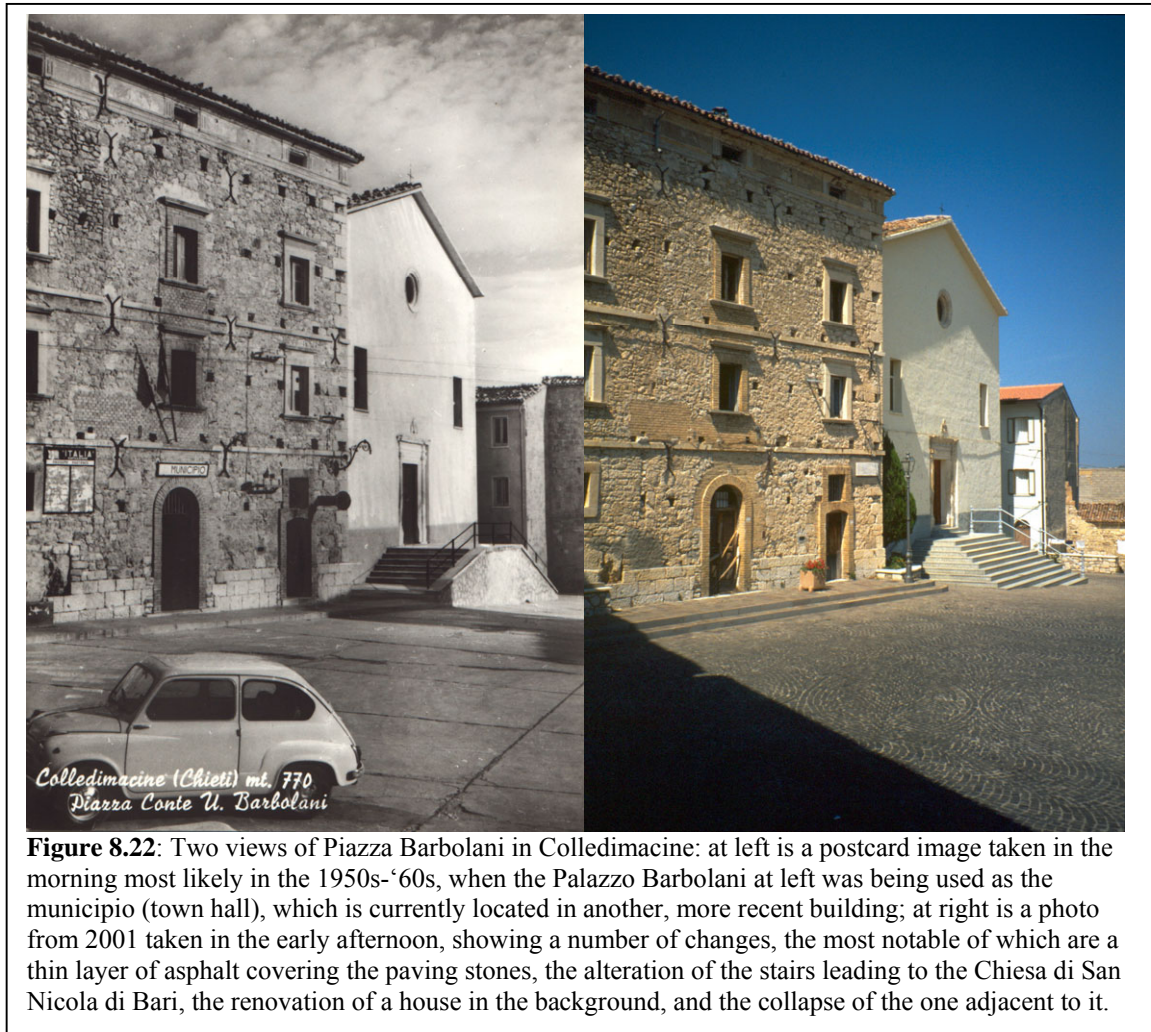 ITALIA
MUNICIPIO
Colledimacine (Chieti) mt. 770
Piazza Conte U. Barbolani
Figure 8.22: Two views of Piazza Barbolani in Colledimacine: at left is a postcard image taken in the
morning most likely in the 1950s-‘60s, when the Palazzo Barbolani at left was being used as the
municipio (town hall), which is currently located in another, more recent building; at right is a photo
from 2001 taken in the early afternoon, showing a number of changes, the most notable of which are a
thin layer of asphalt covering the paving stones, the alteration of the stairs leading to the Chiesa di San
Nicola di Bari, the renovation of a house in the background, and the collapse of the one adjacent to it.